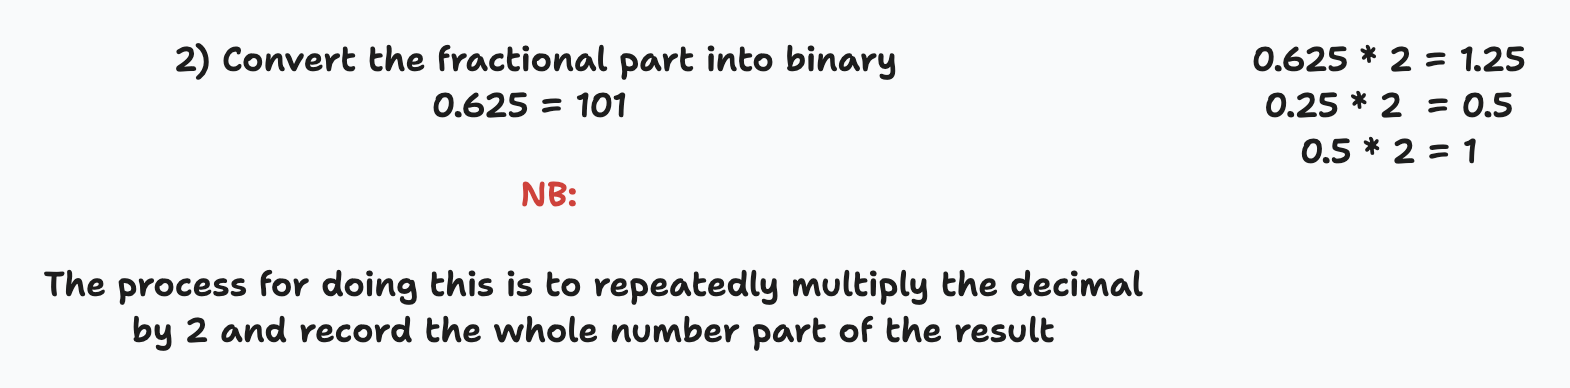 2) Convert the fractional part into binary
0.625 = 101
0.625 * 2 = 1.25
0.25 * 2 = 0.5
0.5 * 2 = 1
NB:
The process for doing this is to repeatedly multiply the decimal
by 2 and record the whole number part of the result